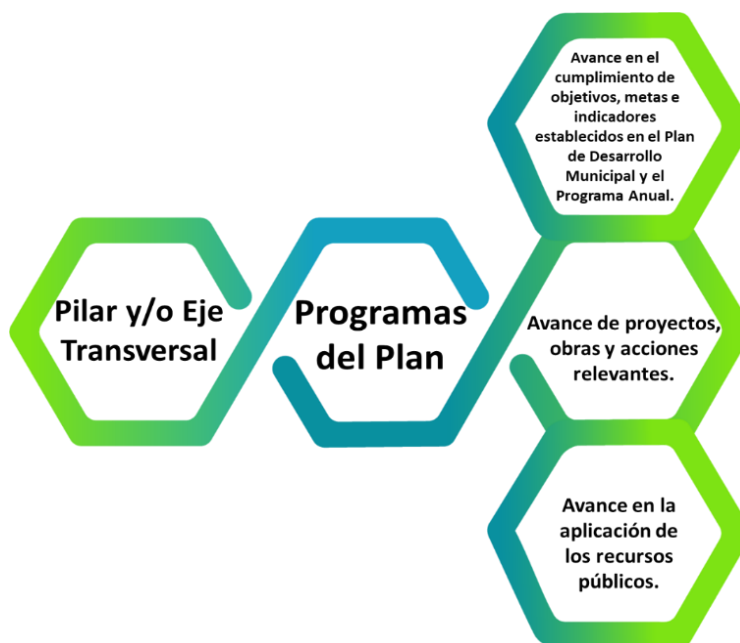 Pilar y/o Eje
Transversal
Programas
del Plan
Avance en el
cumplimiento de
objetivos, metas e
indicadores
establecidos en el Plan
de Desarrollo
Municipal y el
Programa Anual.
Avance de proyectos,
obras y acciones
relevantes.
Avance en la
aplicación de
los recursos
públicos.